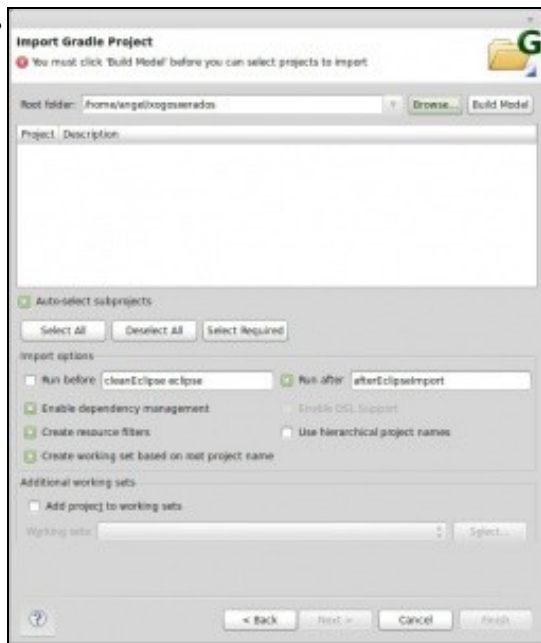 Import Gradle Project
You must click 'Build Model' before you can select projects to import
G
Root folder: /home/angel/xogosaerrados Browse... Build Model
Project Description
Auto-select subprojects
Select All Deselect All Select Required
Import options
Run before cleanEclipse eclipse Run after afterEclipseImport
Enable dependency management Enable DSL Support
Create resource filters Use hierarchical project names
Create working set based on root project name
Additional working sets
Add project to working sets
Working sets: Select...
? < Back Next > Cancel Finish